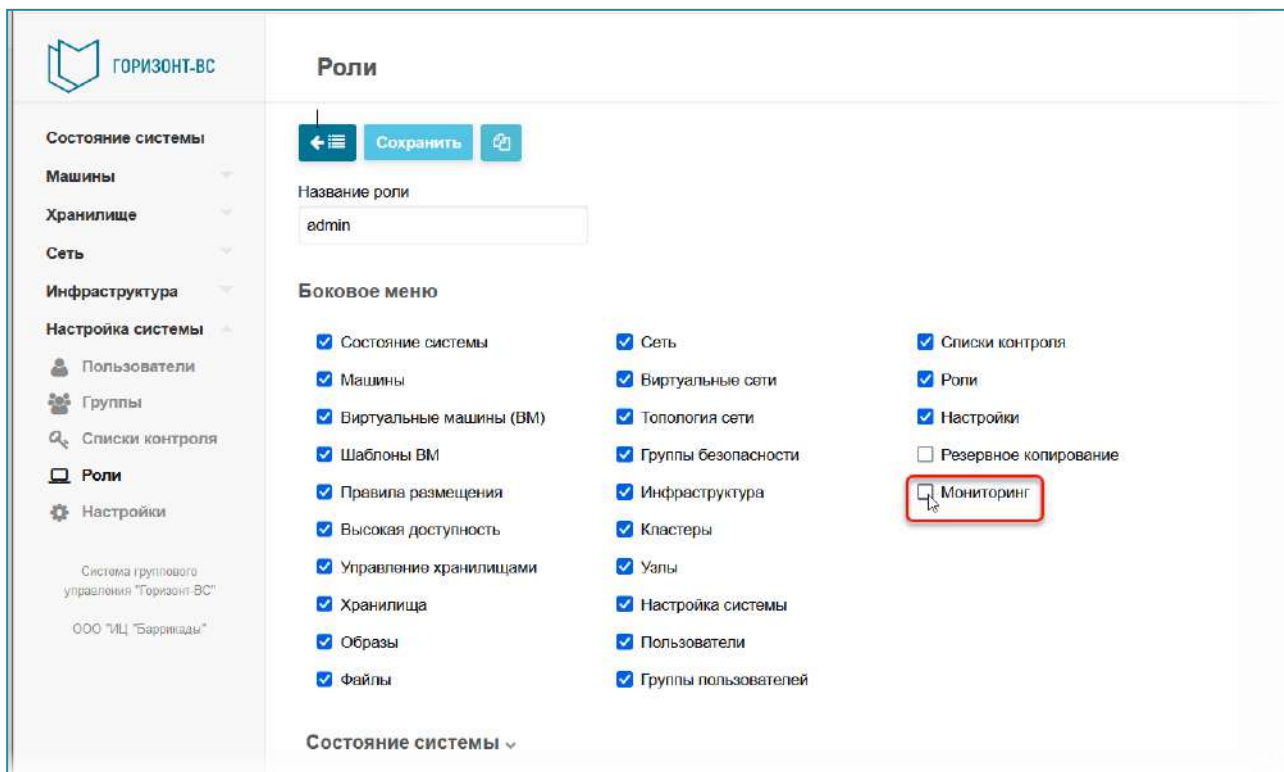 ГОРИЗОНТ-ВС
Роли
Состояние системы
Машины
Хранилище
Сеть
Инфраструктура
Настройка системы
Пользователи
Группы
Списки контроля
Роли
Настройки
Система группового
управления "Горизонт-ВС"
ООО "ИЦ "Баррикады"
Сохранить
Название роли
admin
Боковое меню
Состояние системы
Машины
Виртуальные машины (ВМ)
Шаблоны ВМ
Правила размещения
Высокая доступность
Управление хранилищами
Хранилища
Образы
Файлы
Сеть
Виртуальные сети
Топология сети
Группы безопасности
Инфраструктура
Кластеры
Узлы
Настройка системы
Пользователи
Группы пользователей
Списки контроля
Роли
Настройки
Резервное копирование
Мониторинг
Состояние системы